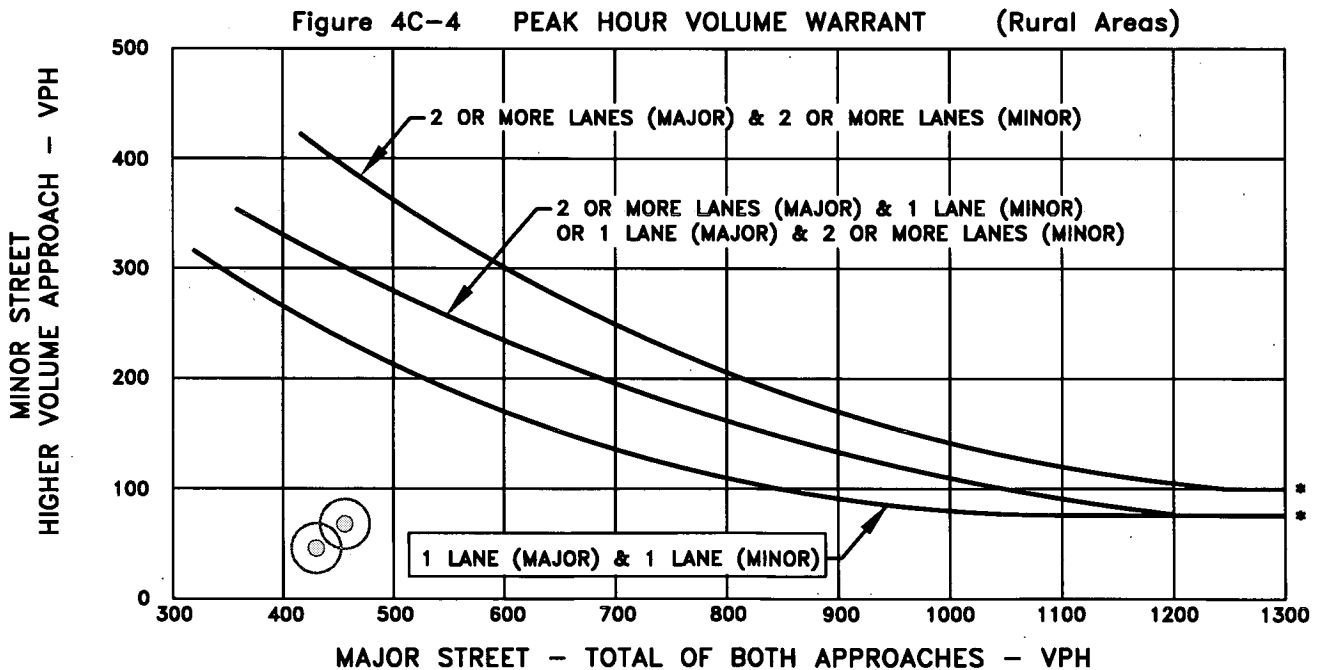 Figure 4C-4 PEAK HOUR VOLUME WARRANT (Rural Areas)
MINOR STREET
HIGHER VOLUME APPROACH - VPH
500
400
300
200
100
0
2 OR MORE LANES (MAJOR) & 2 OR MORE LANES (MINOR)
2 OR MORE LANES (MAJOR) & 1 LANE (MINOR)
OR 1 LANE (MAJOR) & 2 OR MORE LANES (MINOR)
1 LANE (MAJOR) & 1 LANE (MINOR)
*
*
300 400 500 600 700 800 900 1000 1100 1200 1300
MAJOR STREET - TOTAL OF BOTH APPROACHES - VPH